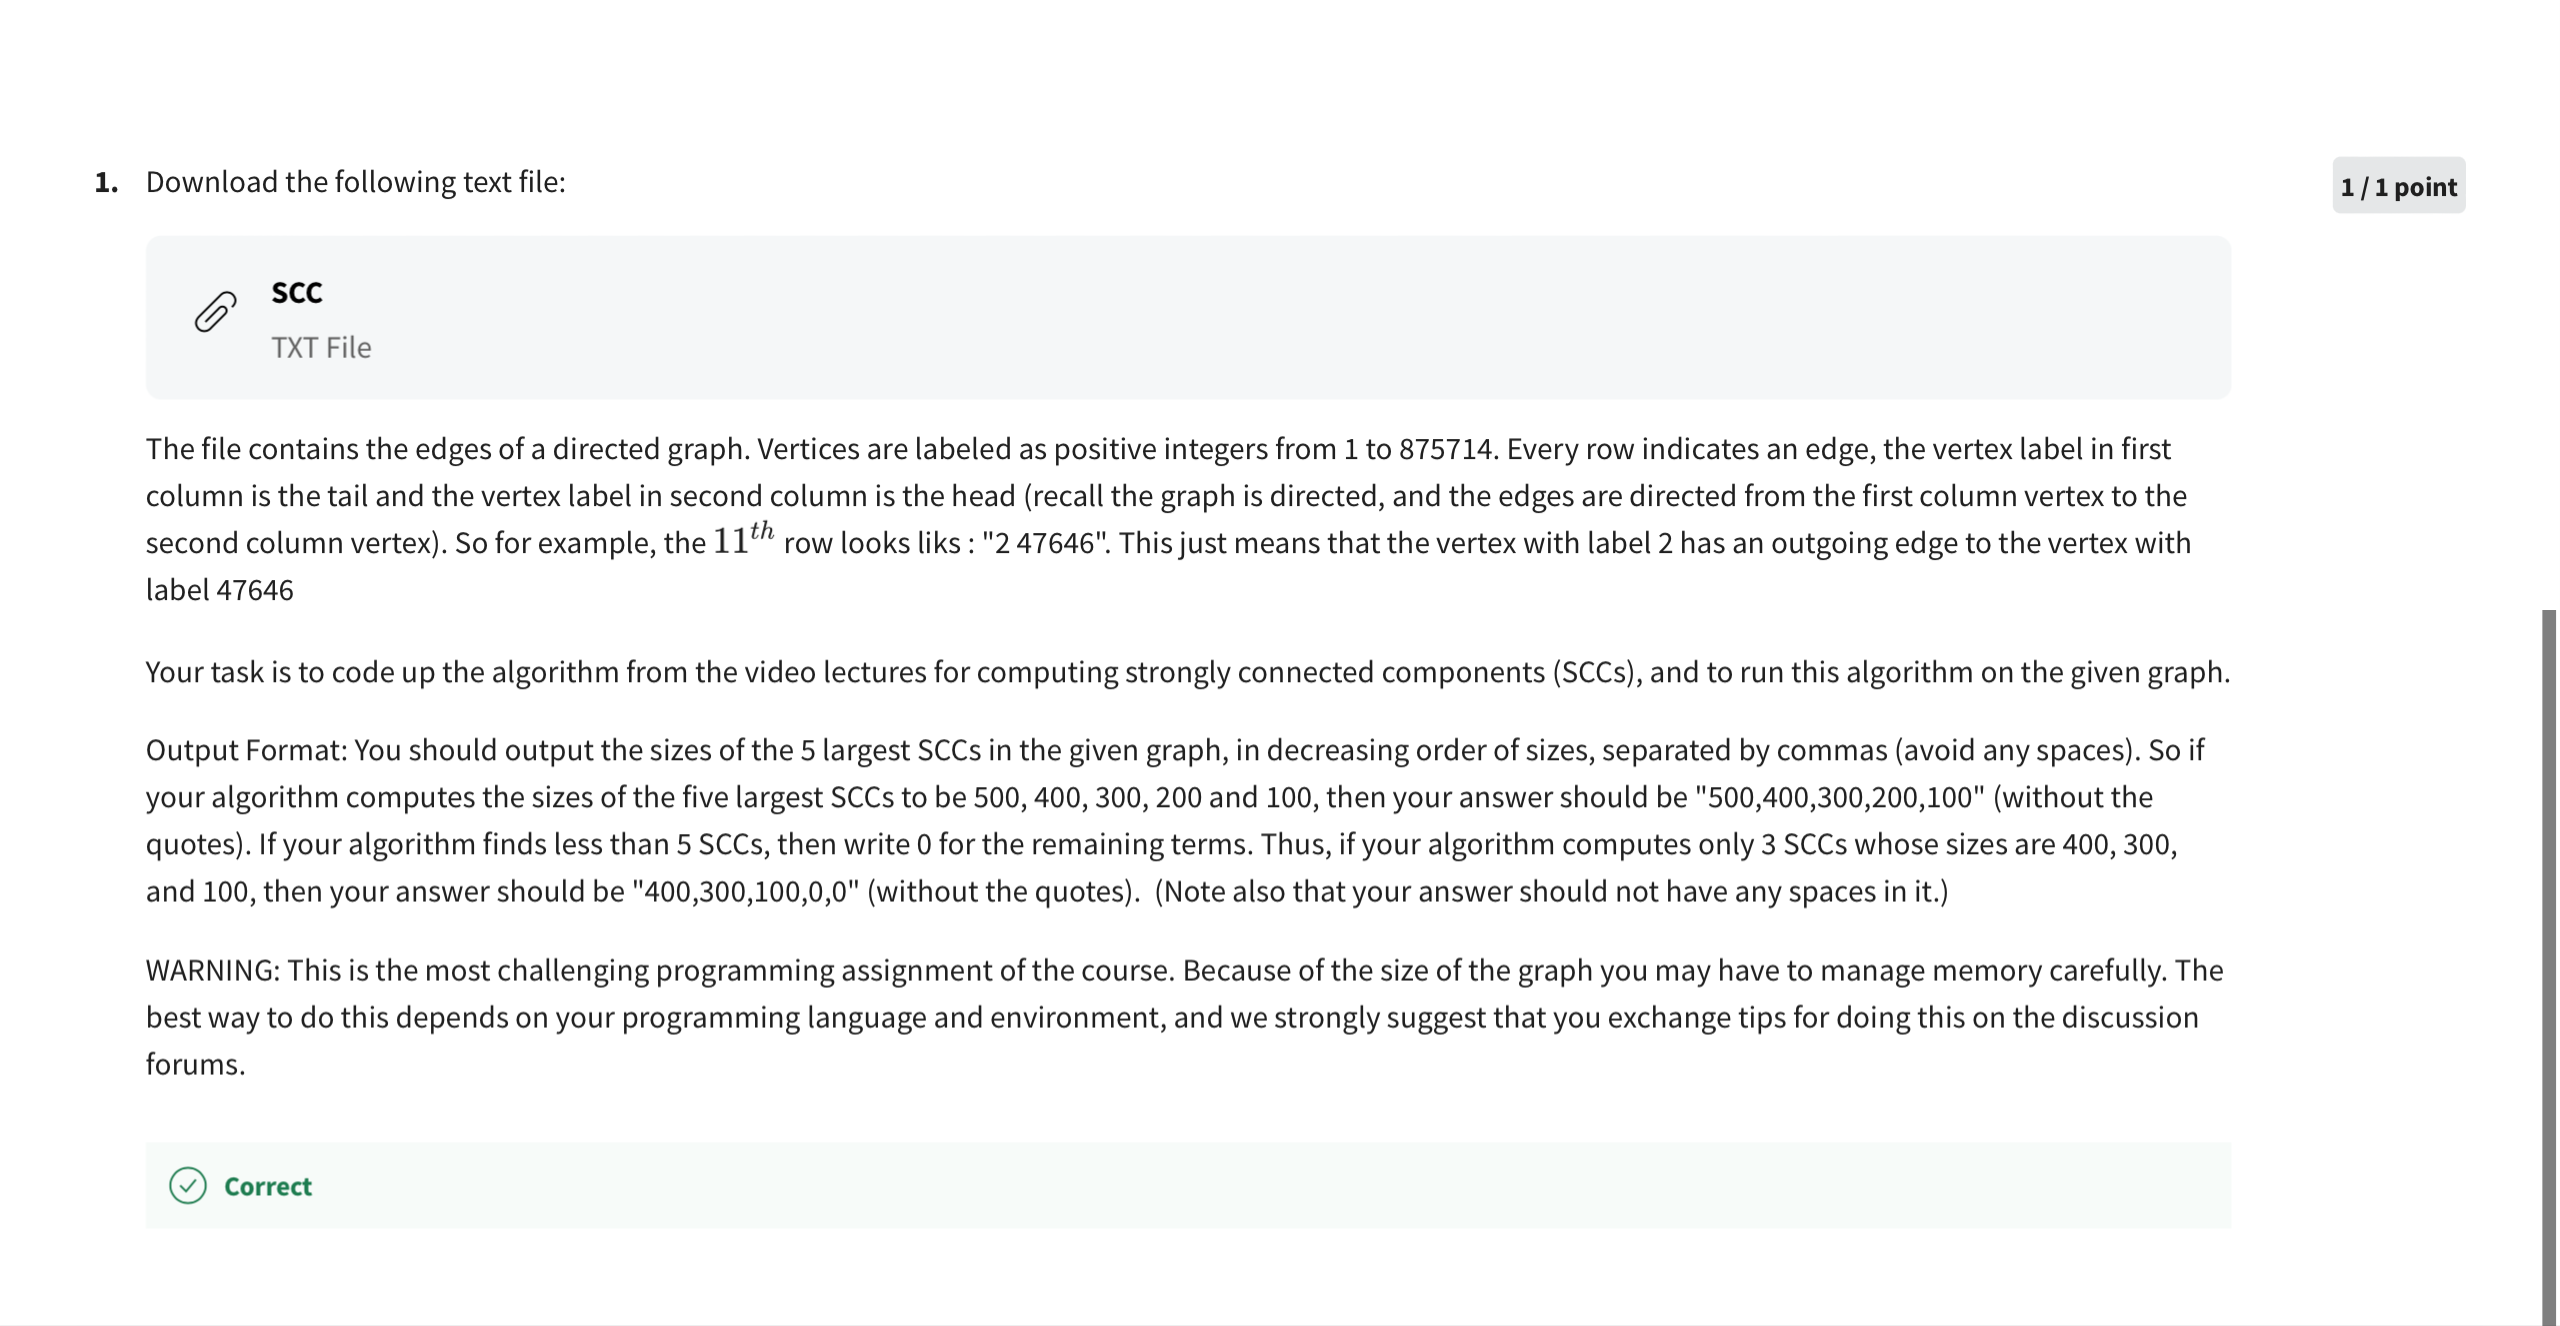 1. Download the following text file:
1 / 1 point
SCC
TXT File
The file contains the edges of a directed graph. Vertices are labeled as positive integers from 1 to 875714. Every row indicates an edge, the vertex label in first
column is the tail and the vertex label in second column is the head (recall the graph is directed, and the edges are directed from the first column vertex to the
second column vertex). So for example, the 11th row looks liks : "2 47646". This just means that the vertex with label 2 has an outgoing edge to the vertex with
label 47646
Your task is to code up the algorithm from the video lectures for computing strongly connected components (SCCs), and to run this algorithm on the given graph.
Output Format: You should output the sizes of the 5 largest SCCs in the given graph, in decreasing order of sizes, separated by commas (avoid any spaces). So if
your algorithm computes the sizes of the five largest SCCs to be 500, 400, 300, 200 and 100, then your answer should be "500,400,300,200,100" (without the
quotes). If your algorithm finds less than 5 SCCs, then write 0 for the remaining terms. Thus, if your algorithm computes only 3 SCCs whose sizes are 400, 300,
and 100, then your answer should be "400,300,100,0,0" (without the quotes). (Note also that your answer should not have any spaces in it.)
WARNING: This is the most challenging programming assignment of the course. Because of the size of the graph you may have to manage memory carefully. The
best way to do this depends on your programming language and environment, and we strongly suggest that you exchange tips for doing this on the discussion
forums.
Correct